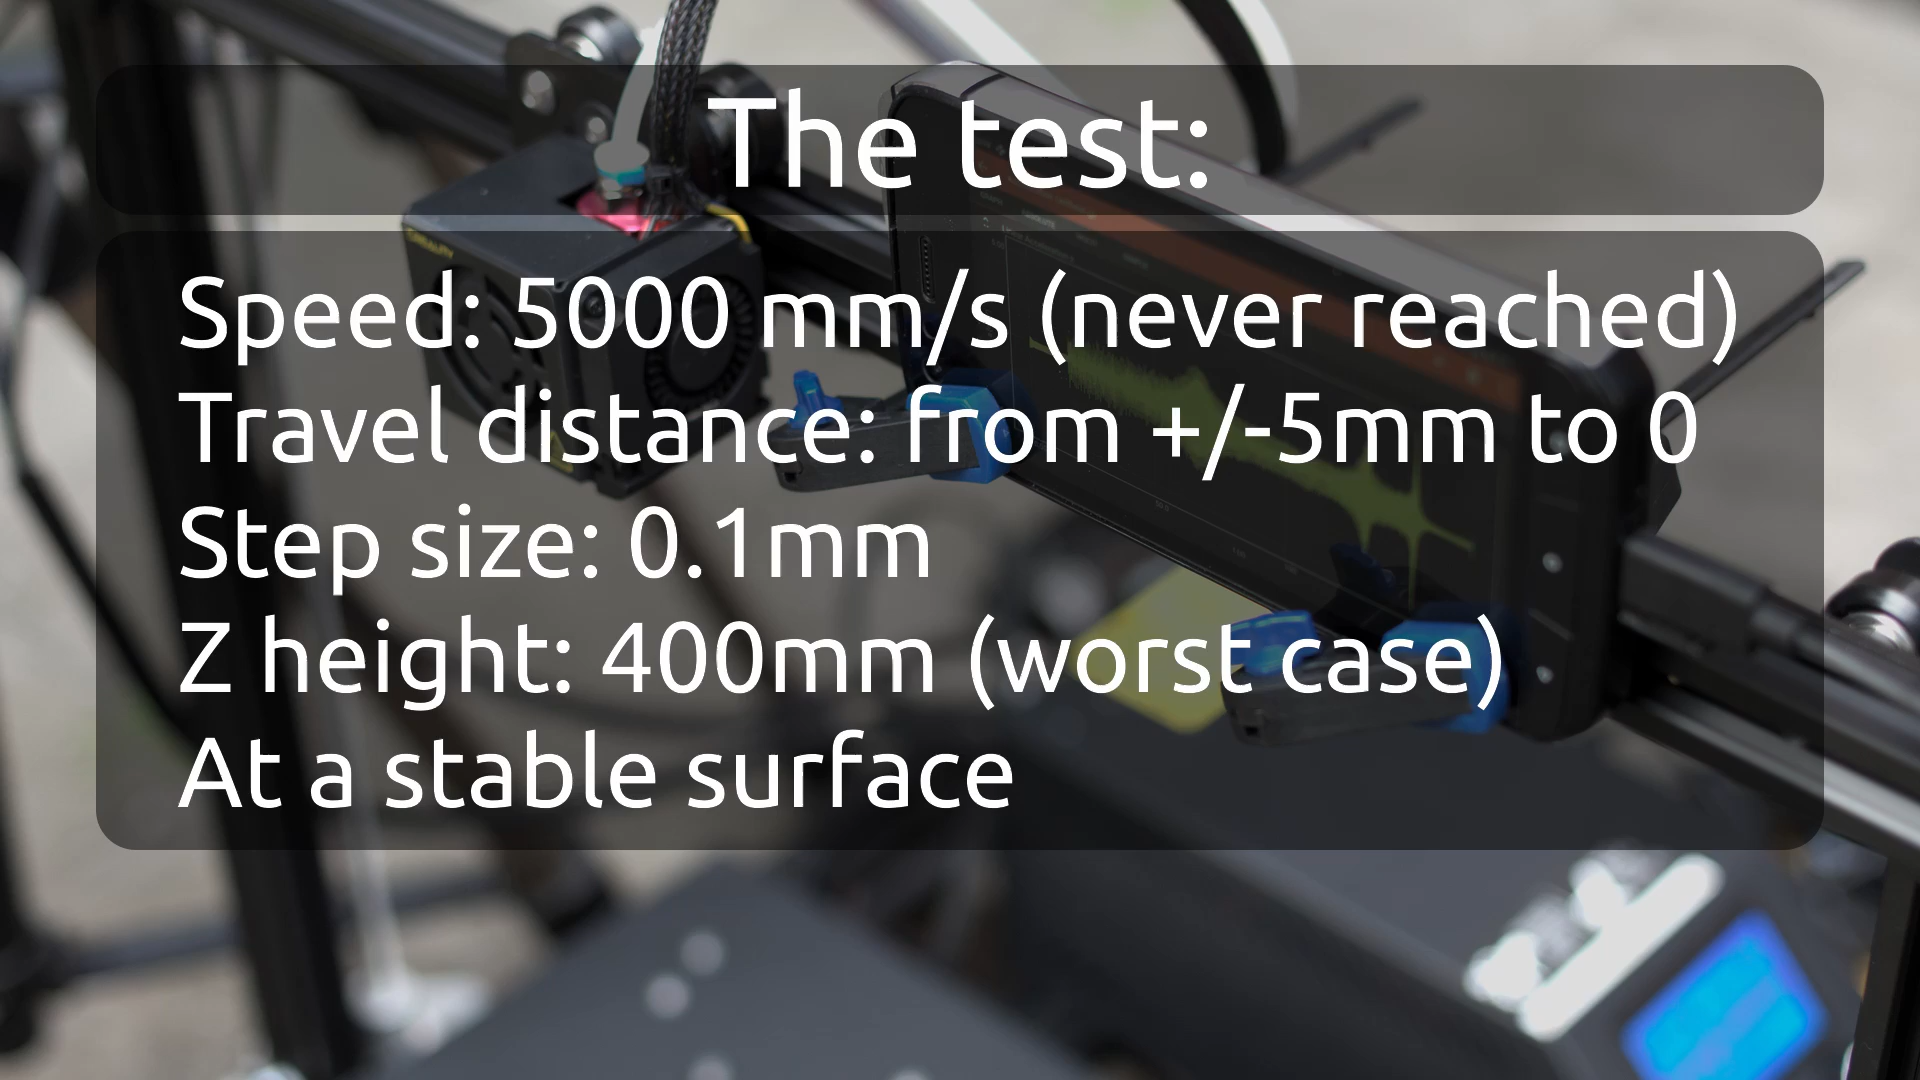 The test:
Speed: 5000 mm/s (never reached)
Travel distance: from +/-5mm to 0
Step size: 0.1mm
Z height: 400mm (worst case)
At a stable surface
CREALITY